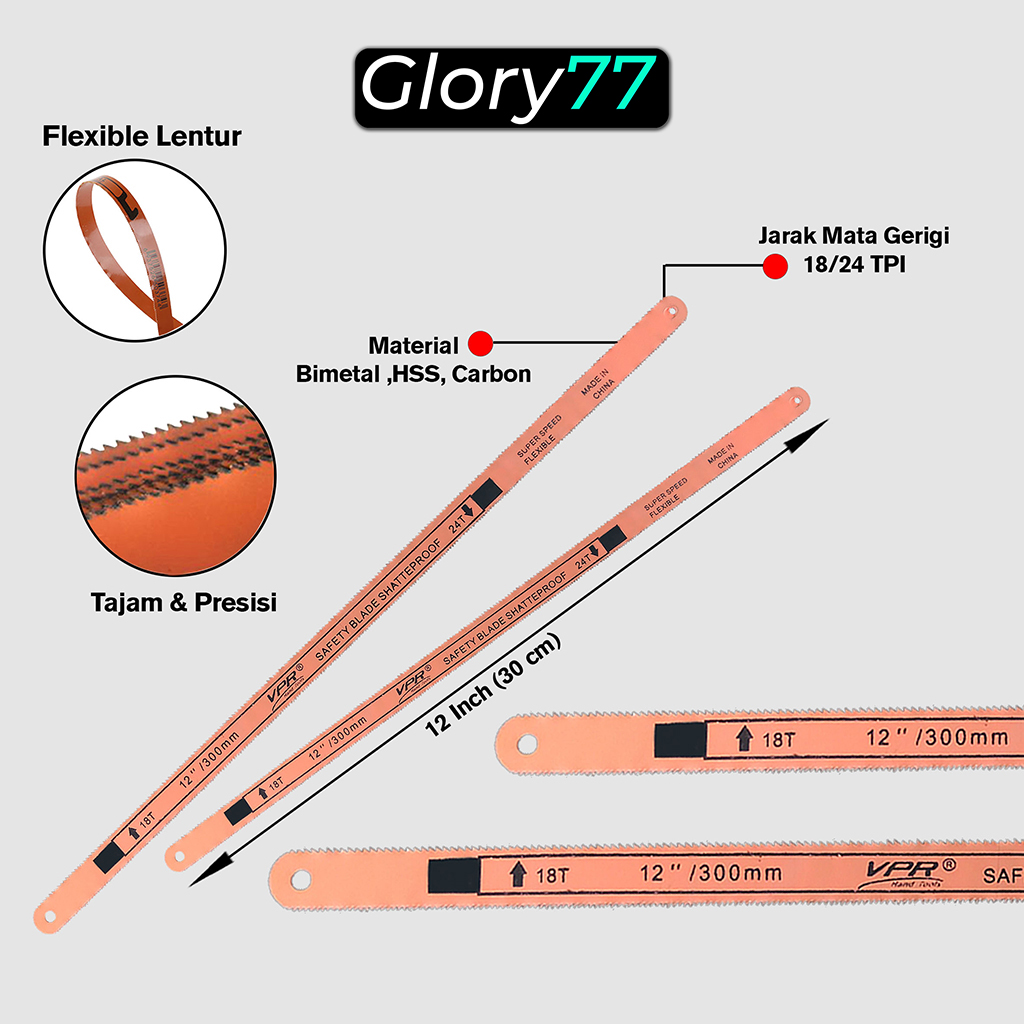 Glory77
Flexible Lentur
Jarak Mata Gerigi
18/24 TPI
Material
Bimetal ,HSS, Carbon
MADE IN
CHINA
SUPER SPEED
FLEXIBLE
24T
SAFETY BLADE SHATTEPROOF
VPR®
12"/300mm
18T
MADE IN
CHINA
SUPER SPEED
FLEXIBLE
24T
SAFETY BLADE SHATTEPROOF
VPR®
12"/300mm
18T
Tajam & Presisi
12 Inch (30 cm)
18T 12"/300mm
18T 12"/300mm VPR® SAF
Hand Tools